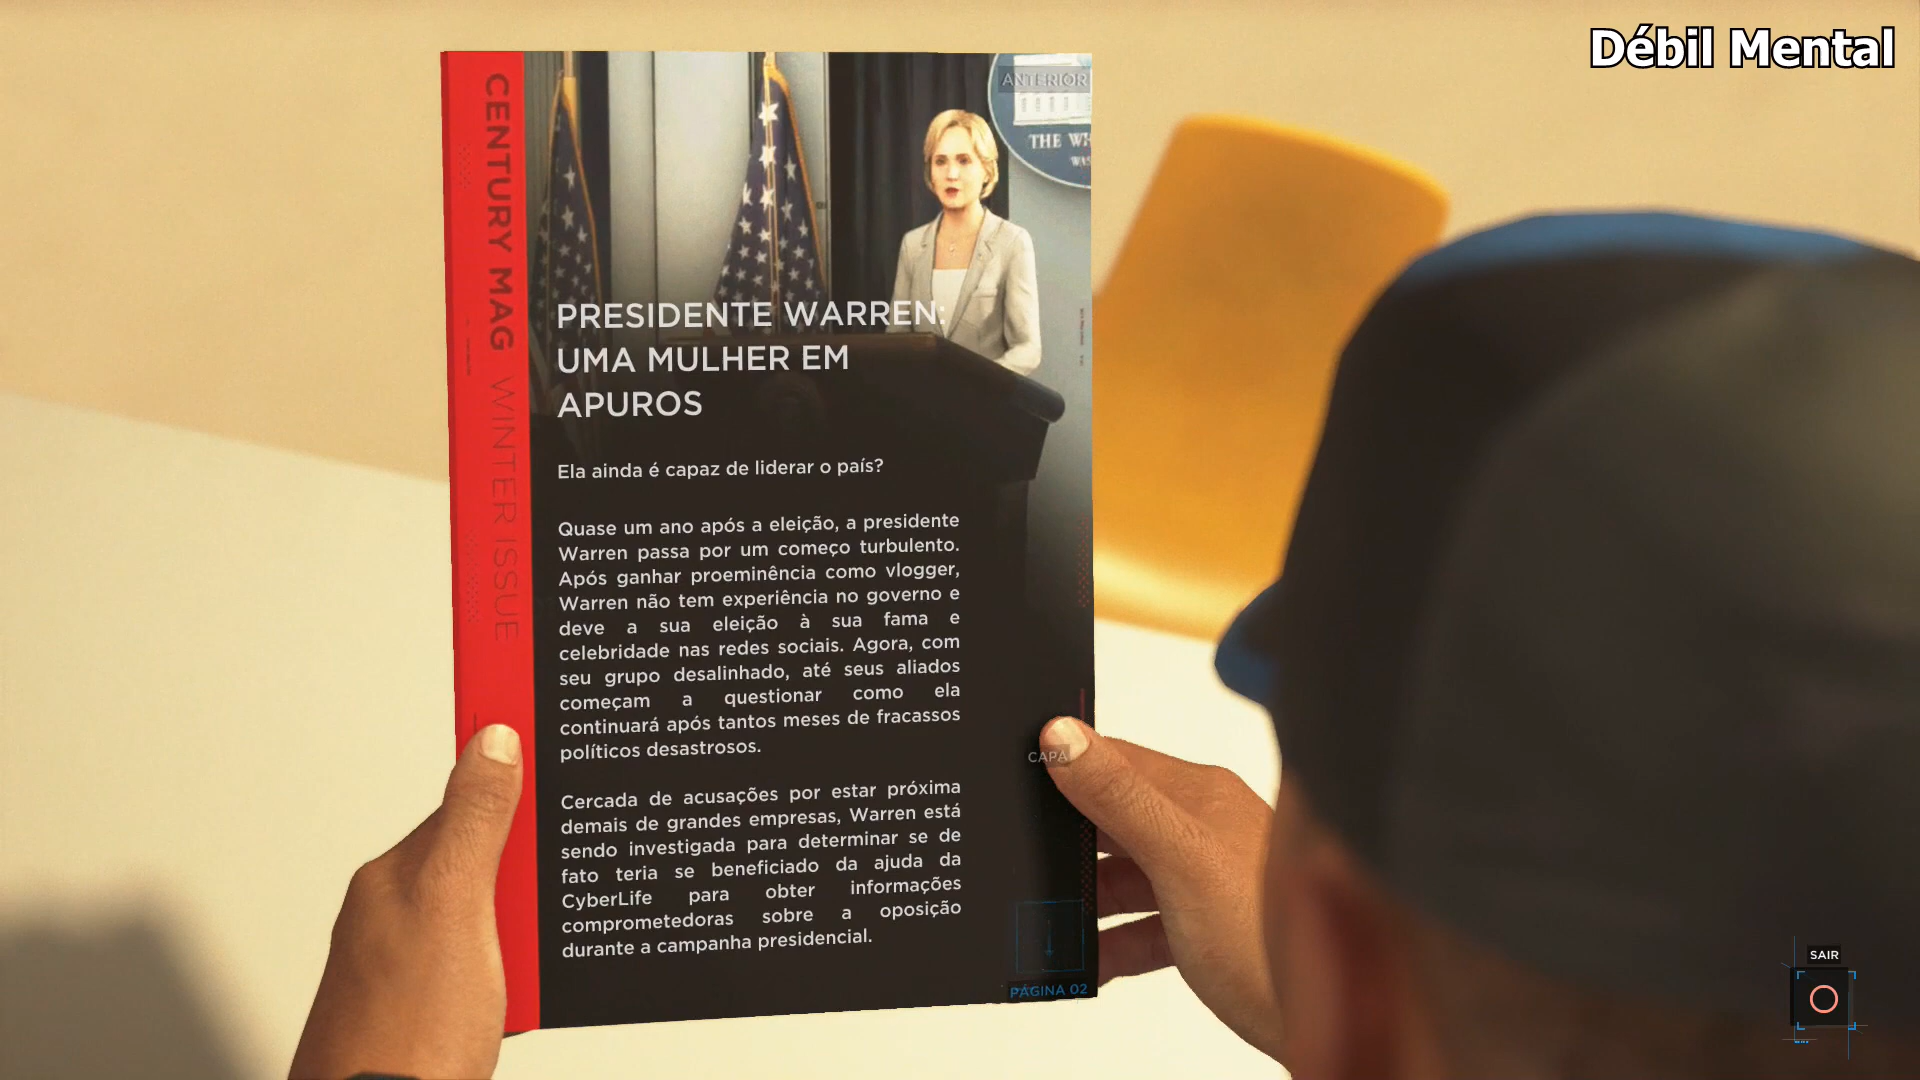 Débil Mental
CENTURY MAG WINTER ISSUE
ANTERIOR
THE WH
WAS
PRESIDENTE WARREN:
UMA MULHER EM
APUROS
Ela ainda é capaz de liderar o país?
Quase um ano após a eleição, a presidente
Warren passa por um começo turbulento.
Após ganhar proeminência como vlogger,
Warren não tem experiência no governo e
deve a sua eleição à sua fama e
celebridade nas redes sociais. Agora, com
seu grupo desalinhado, até seus aliados
começam a questionar como ela
continuará após tantos meses de fracassos
políticos desastrosos.
Cercada de acusações por estar próxima
demais de grandes empresas, Warren está
sendo investigada para determinar se de
fato teria se beneficiado da ajuda da
CyberLife para obter informações
comprometedoras sobre a oposição
durante a campanha presidencial.
CAPA
PÁGINA 02
SAIR